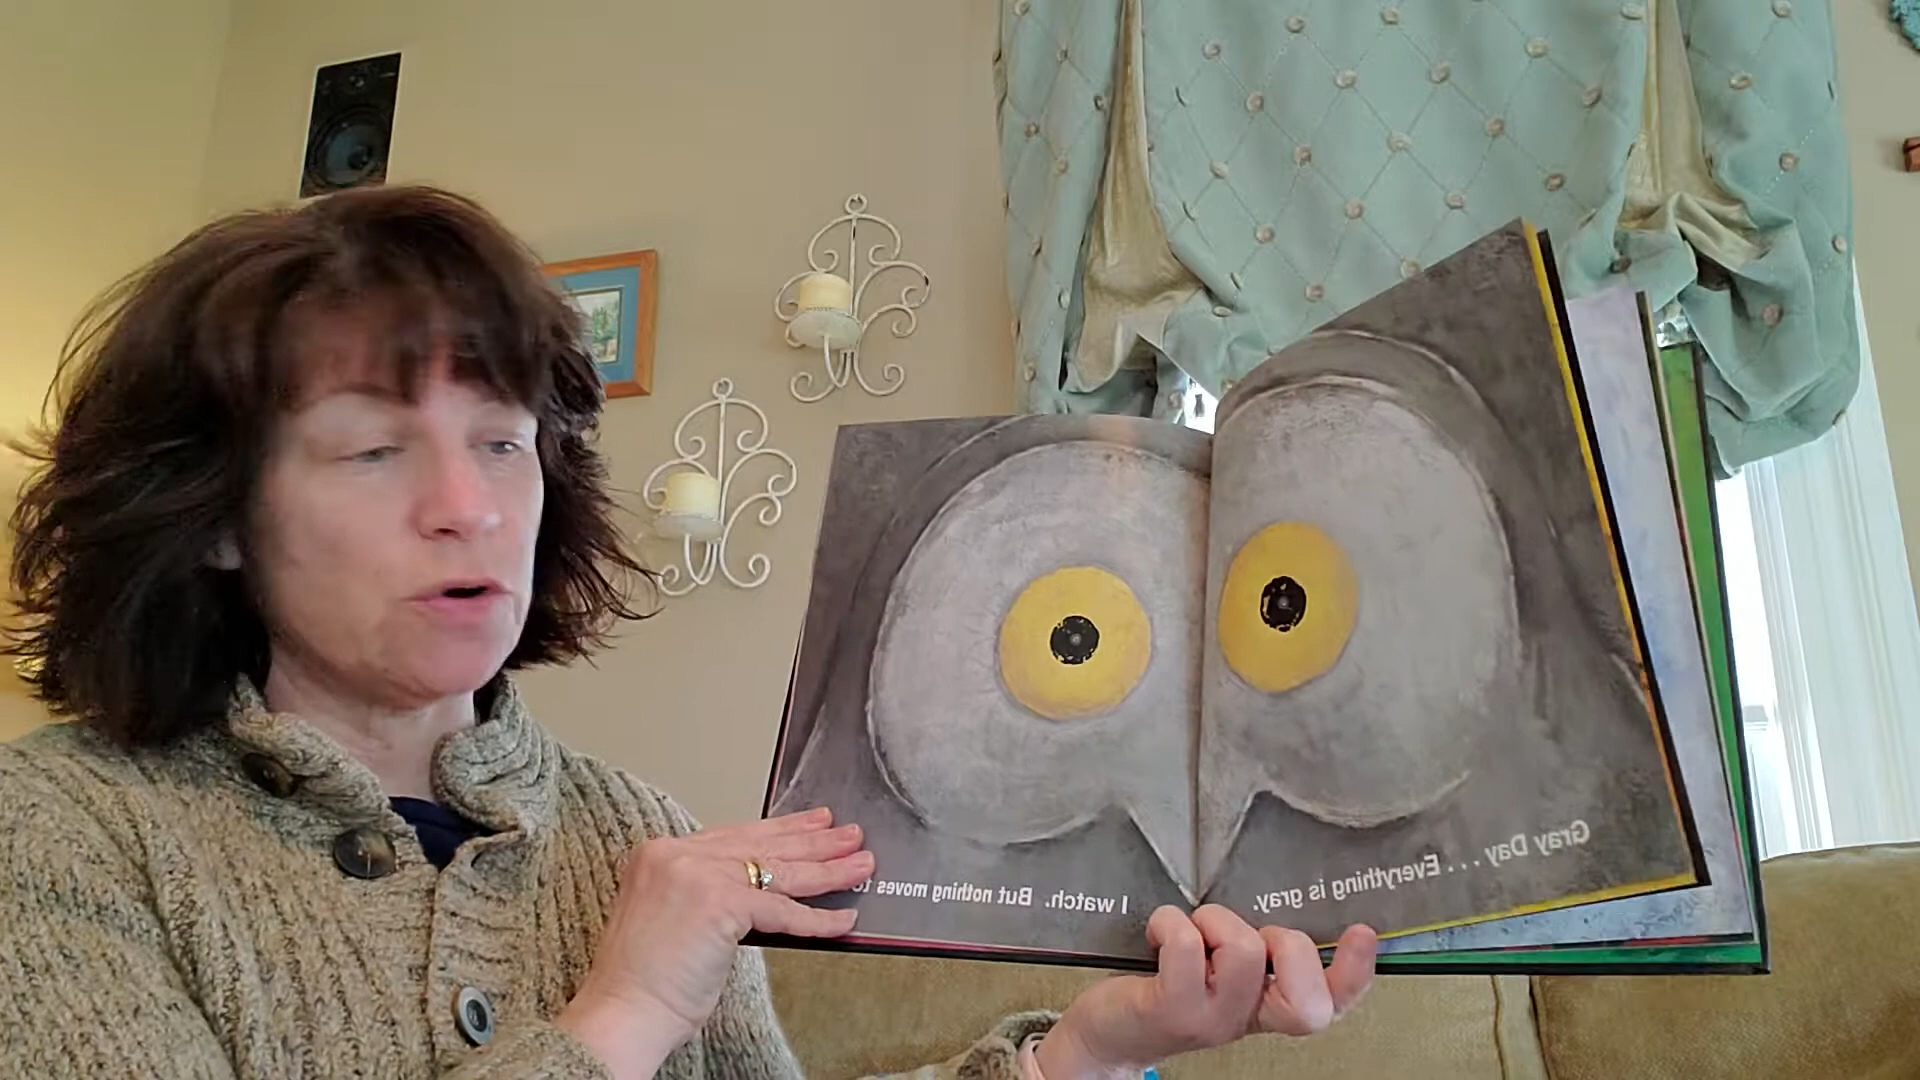 Gray Day.... Everything is gray.
I watch. But nothing moves